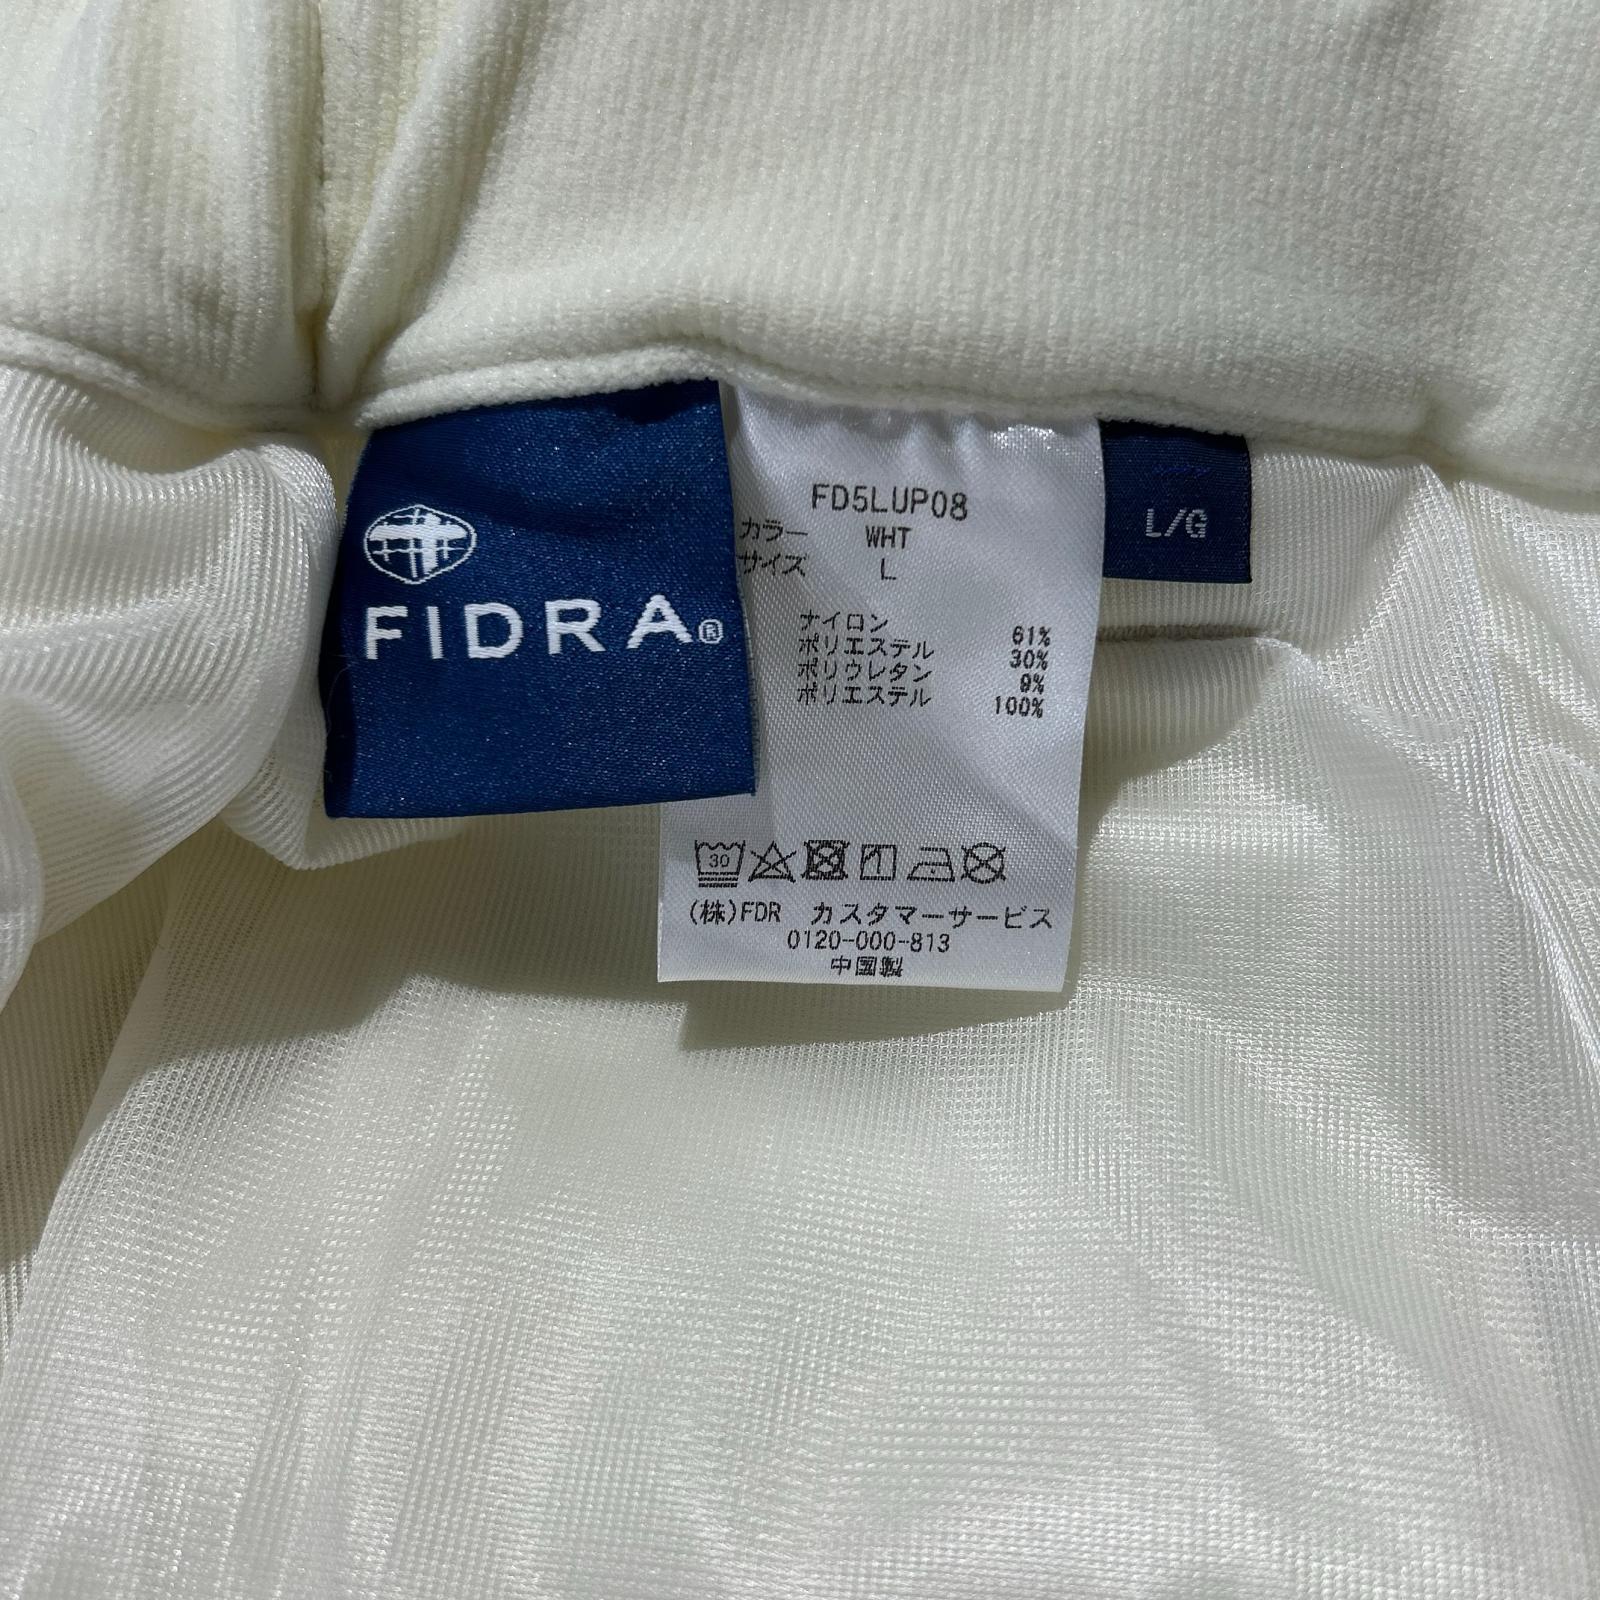 FIDRA®
FD5LUP08
カラー WHT
サイズ L
ナイロン 61%
ポリエステル 30%
ポリウレタン 9%
ポリエステル 100%
30
(株)FDR カスタマーサービス
0120-000-813
中国製
L/G